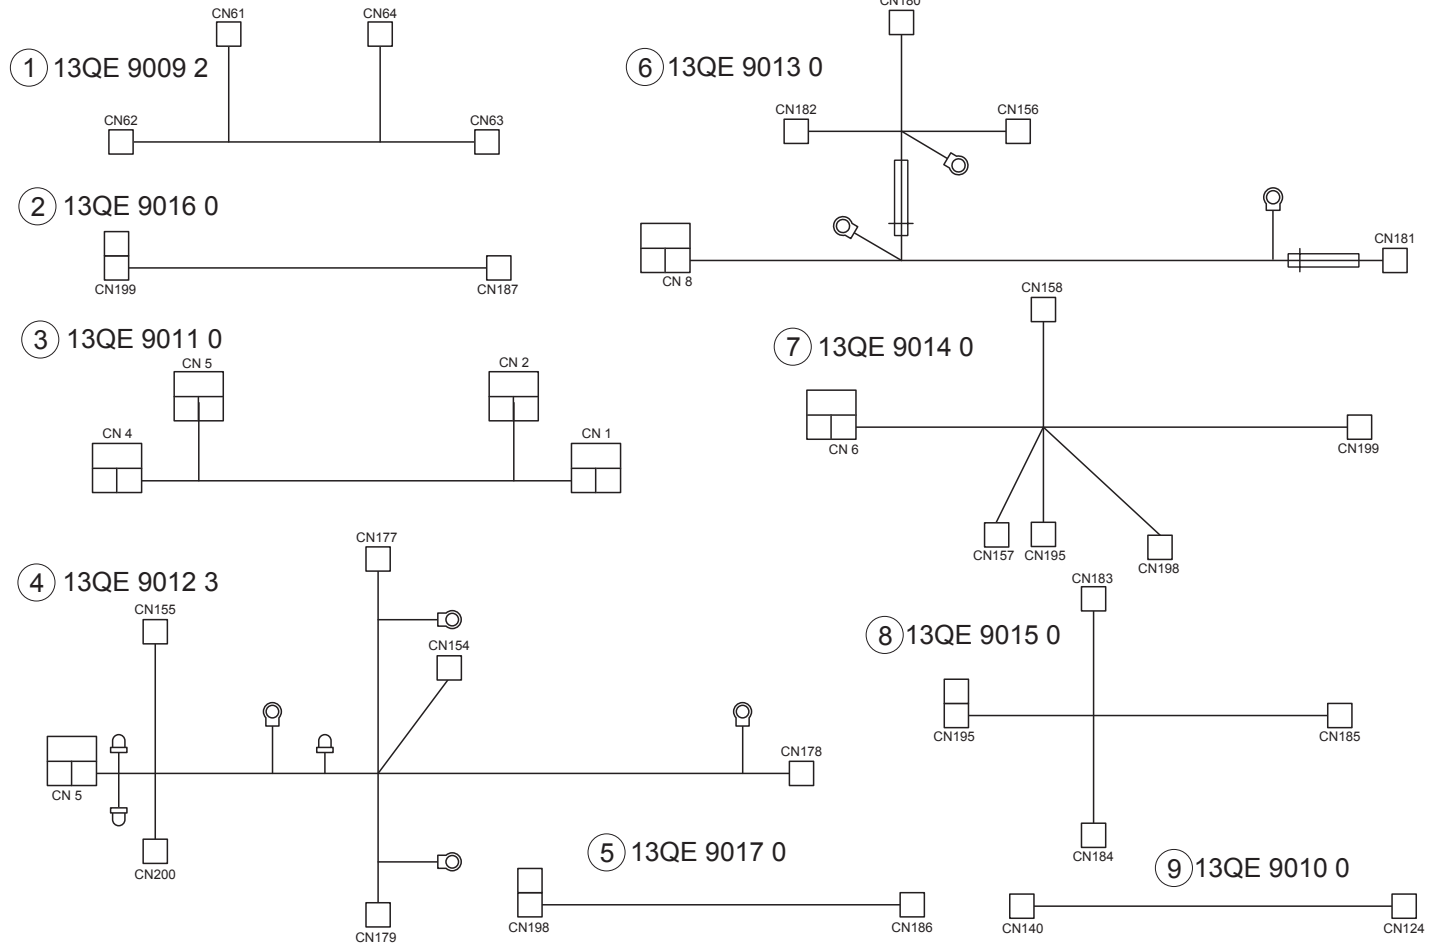 CN61
CN64
1 13QE 9009 2
CN62
CN63
2 13QE 9016 0
CN199
CN187
3 13QE 9011 0
CN 5
CN 2
CN 4
CN 1
4 13QE 9012 3
CN177
CN155
CN154
CN178
CN 5
CN200
CN179
5 13QE 9017 0
CN198
CN186
CN180
6 13QE 9013 0
CN182
CN156
CN181
CN 8
CN158
7 13QE 9014 0
CN 6
CN199
CN157
CN195
CN198
CN183
8 13QE 9015 0
CN195
CN185
CN184
9 13QE 9010 0
CN140
CN124